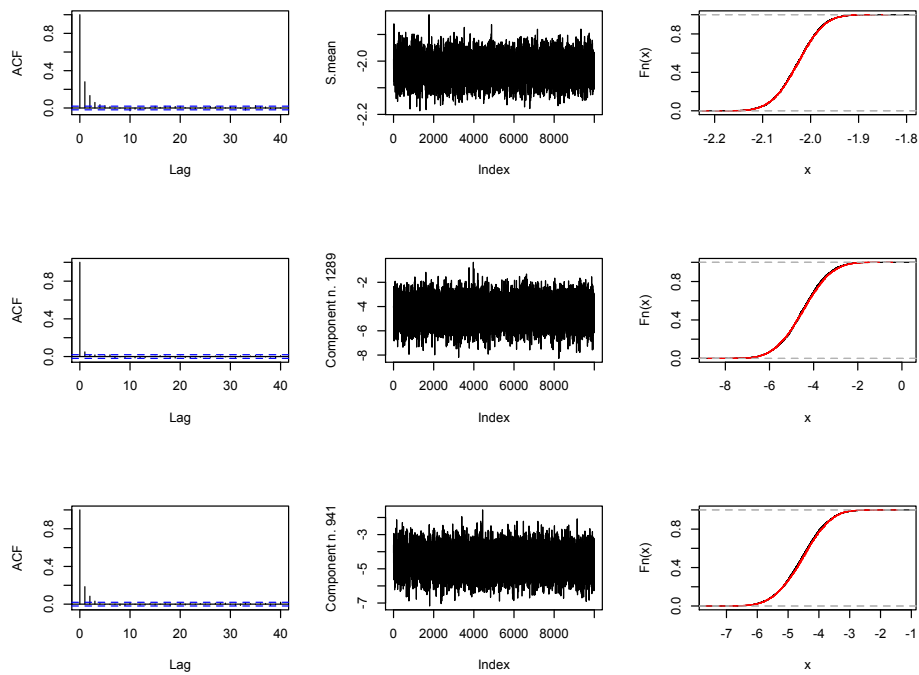 ACF
0.0 0.4 0.8
0 10 20 30 40
Lag
S.mean
-2.2 -2.0
0 2000 4000 6000 8000
Index
Fn(x)
0.0 0.4 0.8
-2.2 -2.1 -2.0 -1.9 -1.8
x
ACF
0.0 0.4 0.8
0 10 20 30 40
Lag
Component n. 1289
-8 -6 -4 -2
0 2000 4000 6000 8000
Index
Fn(x)
0.0 0.4 0.8
-8 -6 -4 -2 0
x
ACF
0.0 0.4 0.8
0 10 20 30 40
Lag
Component n. 941
-7 -5 -3
0 2000 4000 6000 8000
Index
Fn(x)
0.0 0.4 0.8
-7 -6 -5 -4 -3 -2 -1
x